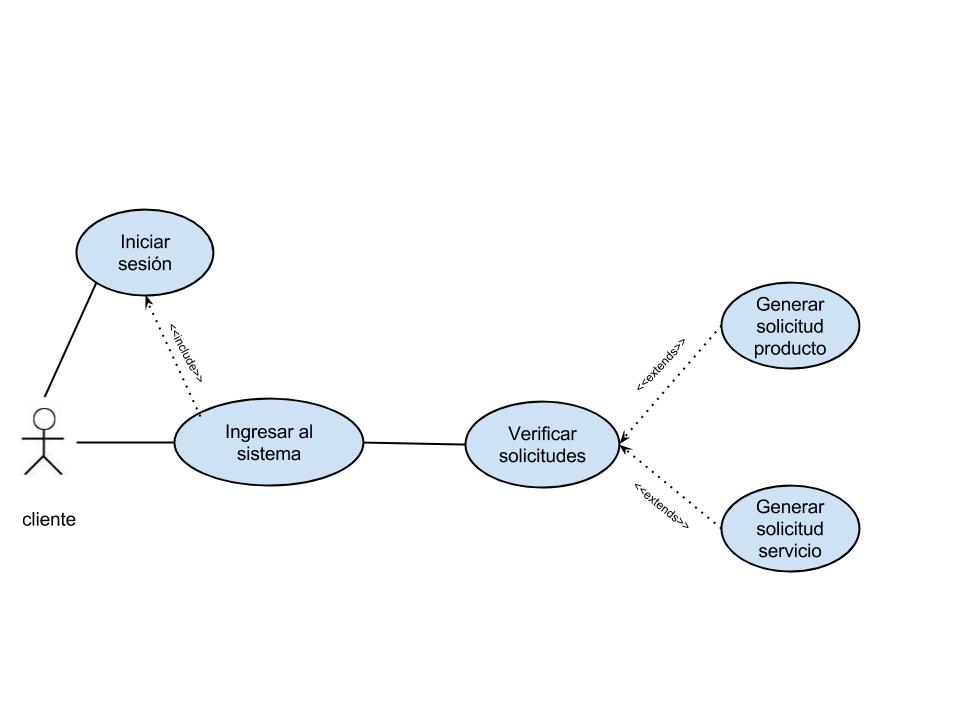 Iniciar
sesión
<<include>>
Generar
solicitud
producto
<<extends>>
Ingresar al
sistema
Verificar
solicitudes
<<extends>>
Generar
solicitud
servicio
cliente